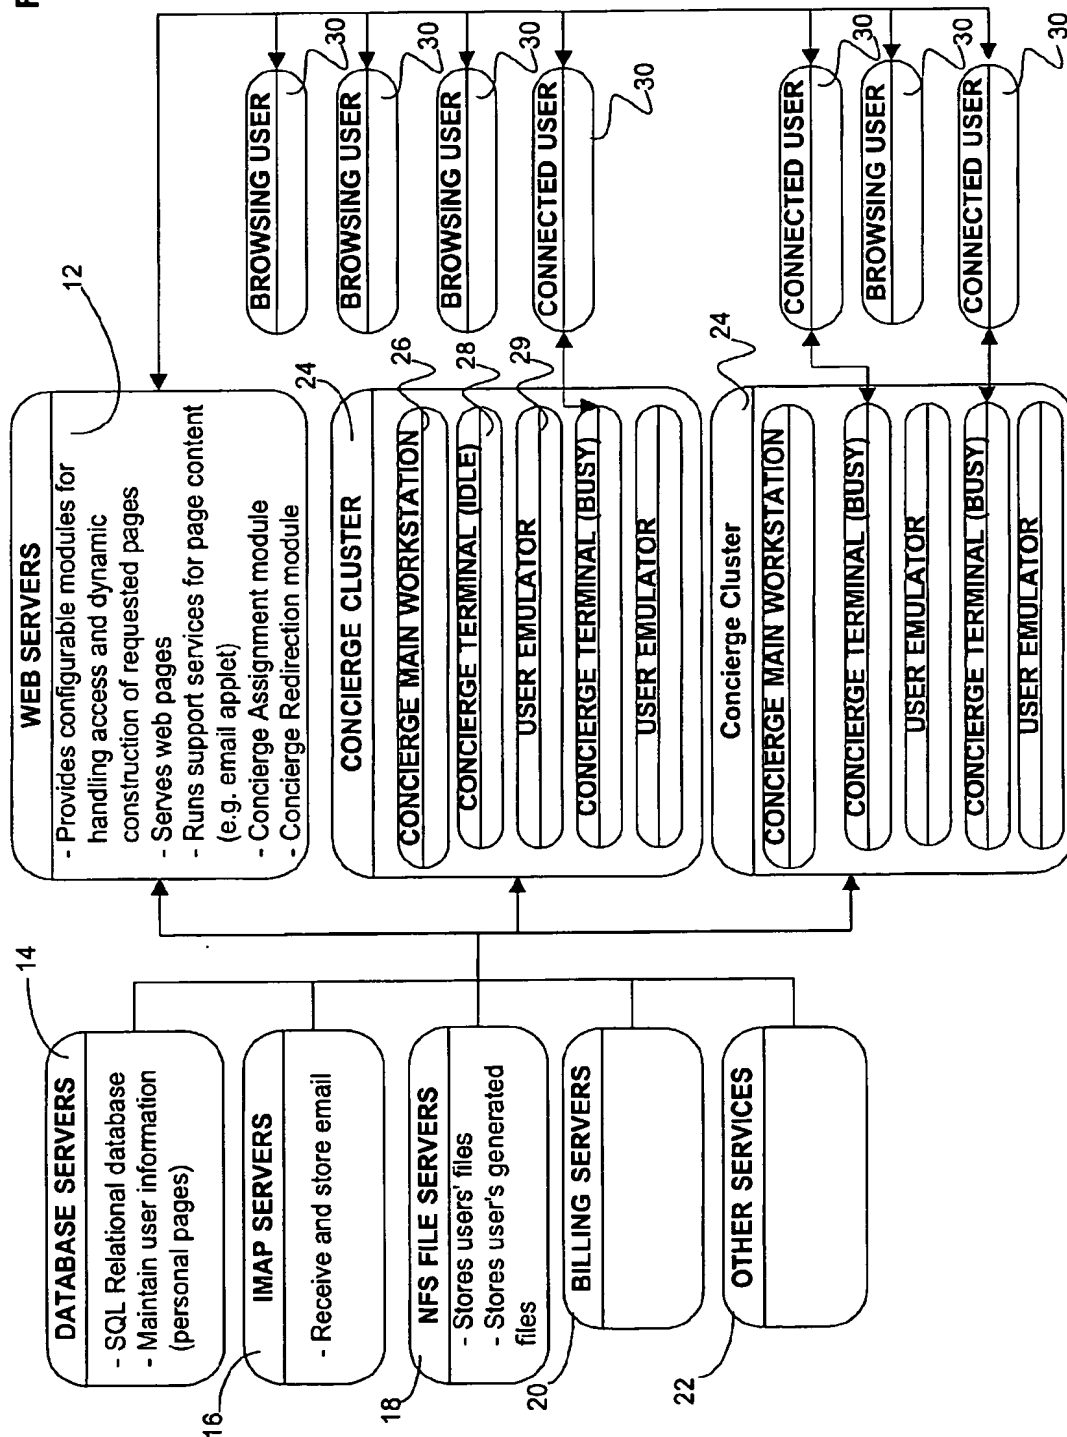 F
WEB SERVERS
12
- Provides configurable modules for
handling access and dynamic
construction of requested pages
- Serves web pages
- Runs support services for page content
(e.g. email applet)
- Concierge Assignment module
- Concierge Redirection module
DATABASE SERVERS
14
- SQL Relational database
- Maintain user information
(personal pages)
IMAP SERVERS
16
- Receive and store email
NFS FILE SERVERS
18
- Stores users' files
- Stores user's generated
files
BILLING SERVERS
20
OTHER SERVICES
22
CONCIERGE CLUSTER
24
CONCIERGE MAIN WORKSTATION
26
CONCIERGE TERMINAL (IDLE)
28
USER EMULATOR
29
CONCIERGE TERMINAL (BUSY)
USER EMULATOR
Concierge Cluster
24
CONCIERGE MAIN WORKSTATION
CONCIERGE TERMINAL (BUSY)
USER EMULATOR
CONCIERGE TERMINAL (BUSY)
USER EMULATOR
BROWSING USER
30
BROWSING USER
30
BROWSING USER
30
CONNECTED USER
30
CONNECTED USER
30
BROWSING USER
30
CONNECTED USER
30